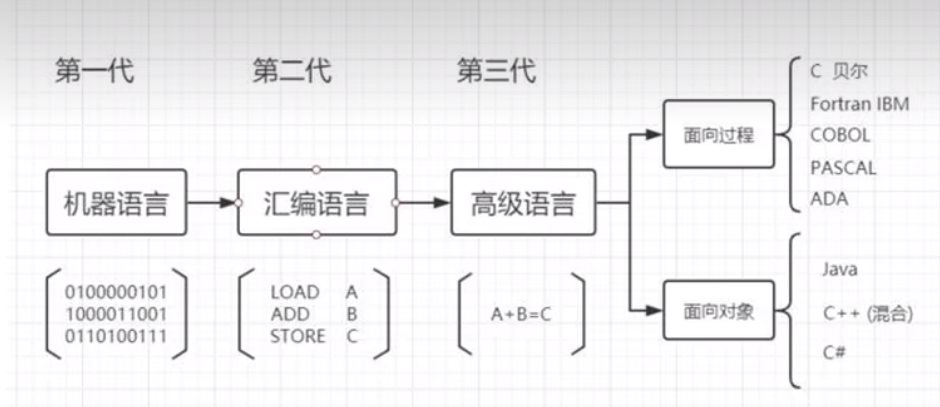 第一代
第二代
第三代
机器语言
汇编语言
高级语言
0100000101
1000011001
0110100111
LOAD A
ADD B
STORE C
A+B=C
面向过程
C 贝尔
Fortran IBM
COBOL
PASCAL
ADA
面向对象
Java
C++ (混合)
C#